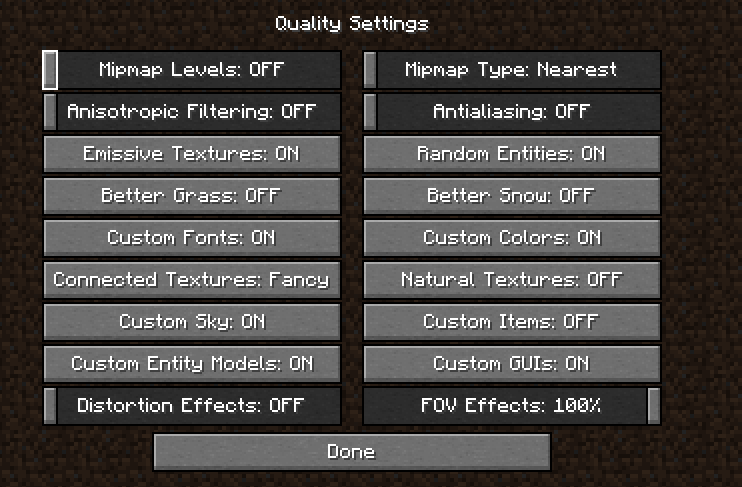 Quality Settings
Mipmap Levels: OFF
Mipmap Type: Nearest
Anisotropic Filtering: OFF
Antialiasing: OFF
Emissive Textures: ON
Random Entities: ON
Better Grass: OFF
Better Snow: OFF
Custom Fonts: ON
Custom Colors: ON
Connected Textures: Fancy
Natural Textures: OFF
Custom Sky: ON
Custom Items: OFF
Custom Entity Models: ON
Custom GUIs: ON
Distortion Effects: OFF
FOV Effects: 100%
Done